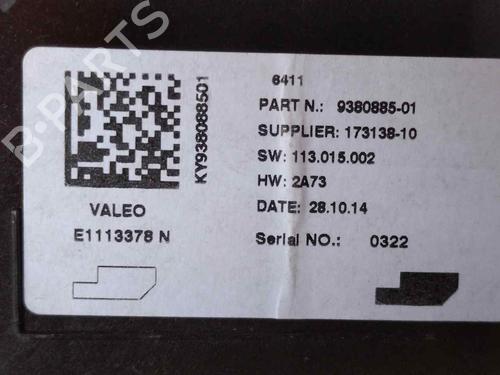 B-PARTS
KY938088501
VALEO
E1113378 N
6411
PART N.: 9380885-01
SUPPLIER: 173138-10
SW: 113.015.002
HW: 2A73
DATE: 28.10.14
Serial NO.: 0322